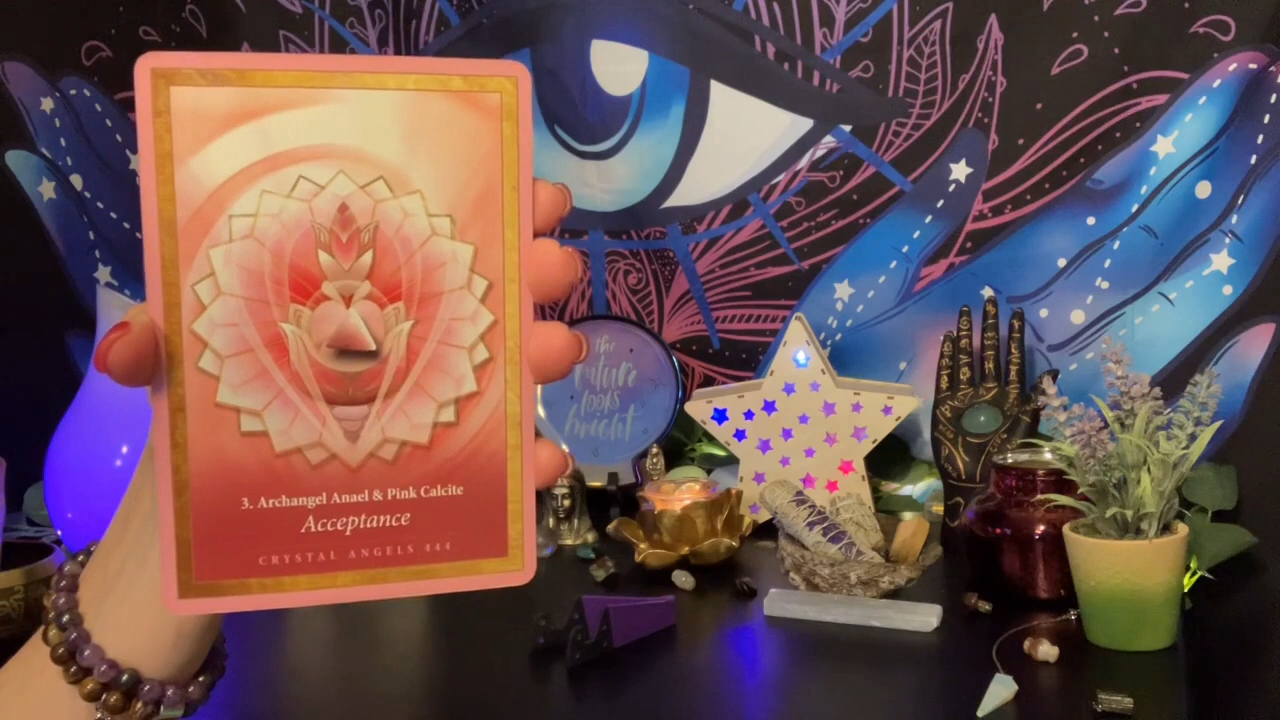 3. Archangel Anael & Pink Calcite
Acceptance
CRYSTAL ANGELS 444
the
future
looks
bright